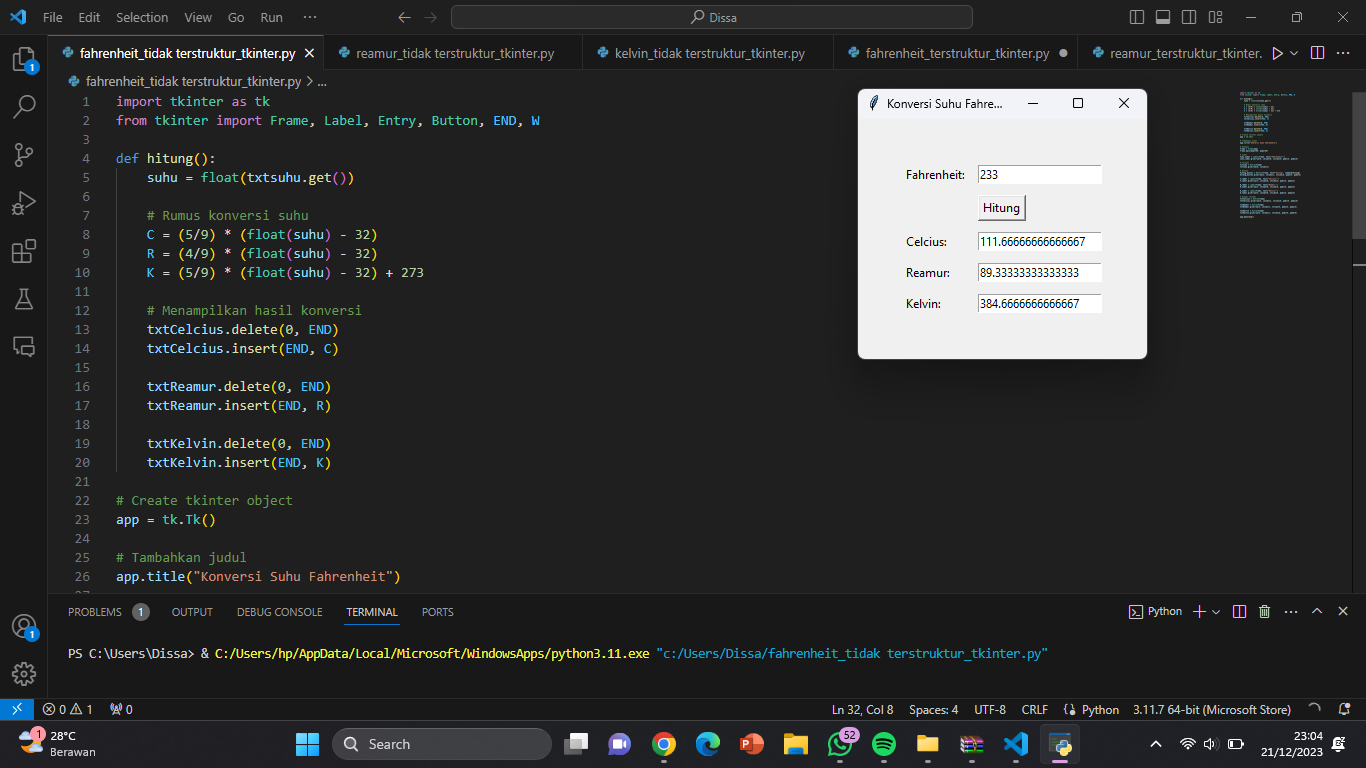 File Edit Selection View Go Run ··· Dissa
fahrenheit_tidak terstruktur_tkinter.py reamur_tidak terstruktur_tkinter.py kelvin_tidak terstruktur_tkinter.py fahrenheit_terstruktur_tkinter.py reamur_terstruktur_tkinter.
fahrenheit_tidak terstruktur_tkinter.py > ...
1 import tkinter as tk
2 from tkinter import Frame, Label, Entry, Button, END, W
3
4 def hitung():
5     suhu = float(txtsuhu.get())
6
7     # Rumus konversi suhu
8     C = (5/9) * (float(suhu) - 32)
9     R = (4/9) * (float(suhu) - 32)
10     K = (5/9) * (float(suhu) - 32) + 273
11
12     # Menampilkan hasil konversi
13     txtCelcius.delete(0, END)
14     txtCelcius.insert(END, C)
15
16     txtReamur.delete(0, END)
17     txtReamur.insert(END, R)
18
19     txtKelvin.delete(0, END)
20     txtKelvin.insert(END, K)
21
22 # Create tkinter object
23 app = tk.Tk()
24
25 # Tambahkan judul
26 app.title("Konversi Suhu Fahrenheit")
Konversi Suhu Fahre...
Fahrenheit: 233
Hitung
Celcius: 111.66666666666667
Reamur: 89.33333333333333
Kelvin: 384.6666666666667
PROBLEMS 1 OUTPUT DEBUG CONSOLE TERMINAL PORTS Python
PS C:\Users\Dissa> & C:/Users/hp/AppData/Local/Microsoft/WindowsApps/python3.11.exe "c:/Users/Dissa/fahrenheit_tidak terstruktur_tkinter.py"
1
1
0 1 0 Ln 32, Col 8 Spaces: 4 UTF-8 CRLF Python 3.11.7 64-bit (Microsoft Store)
1 28°C
Berawan
Search
52
23:04
21/12/2023